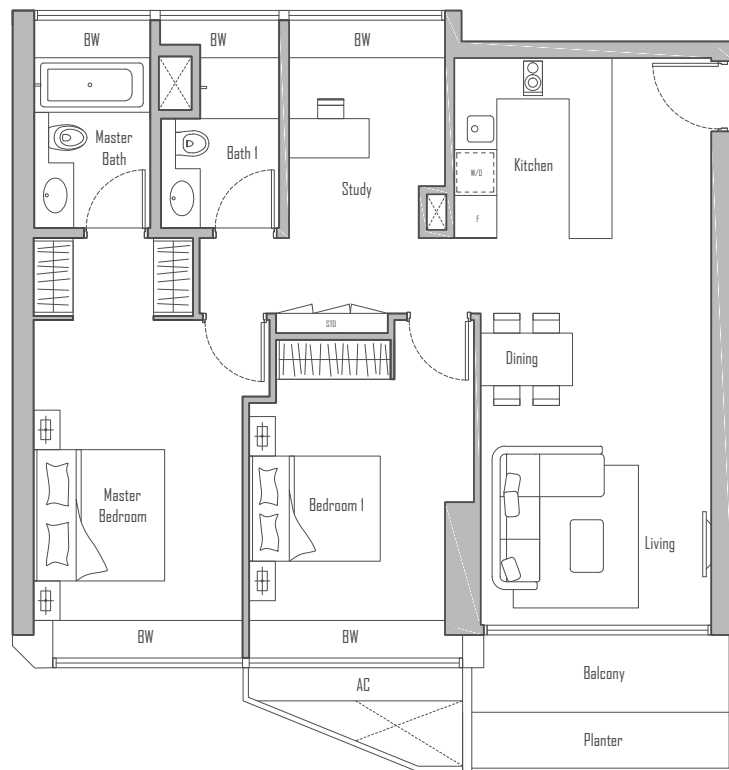 BW
BW
BW
Master
Bath
Bath 1
Study
Kitchen
W/D
F
STO
Dining
Master
Bedroom
Bedroom 1
Living
BW
BW
AC
Balcony
Planter